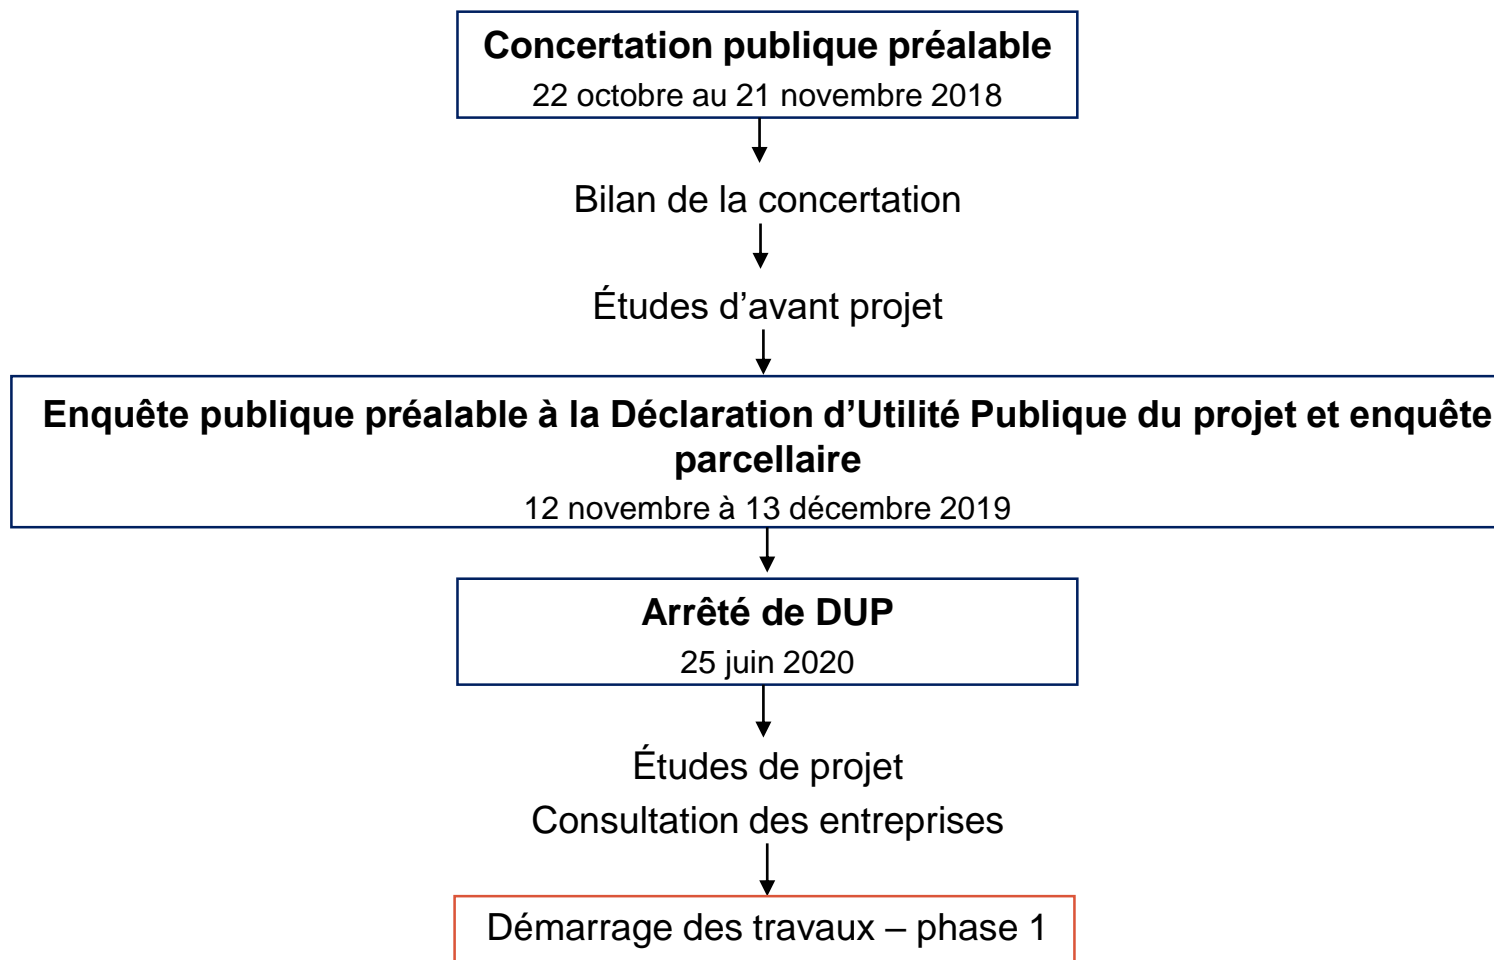 Concertation publique préalable
22 octobre au 21 novembre 2018
Bilan de la concertation
Études d’avant projet
Enquête publique préalable à la Déclaration d’Utilité Publique du projet et enquête
parcellaire
12 novembre à 13 décembre 2019
Arrêté de DUP
25 juin 2020
Études de projet
Consultation des entreprises
Démarrage des travaux – phase 1